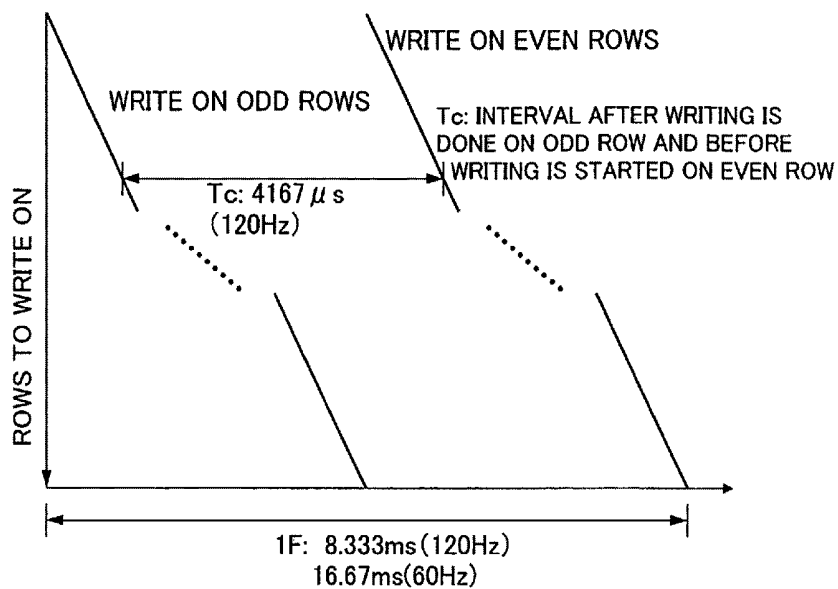 WRITE ON EVEN ROWS
WRITE ON ODD ROWS
Tc: INTERVAL AFTER WRITING IS
DONE ON ODD ROW AND BEFORE
WRITING IS STARTED ON EVEN ROW
Tc: 4167 μs
(120Hz)
ROWS TO WRITE ON
1F: 8.333ms(120Hz)
16.67ms(60Hz)